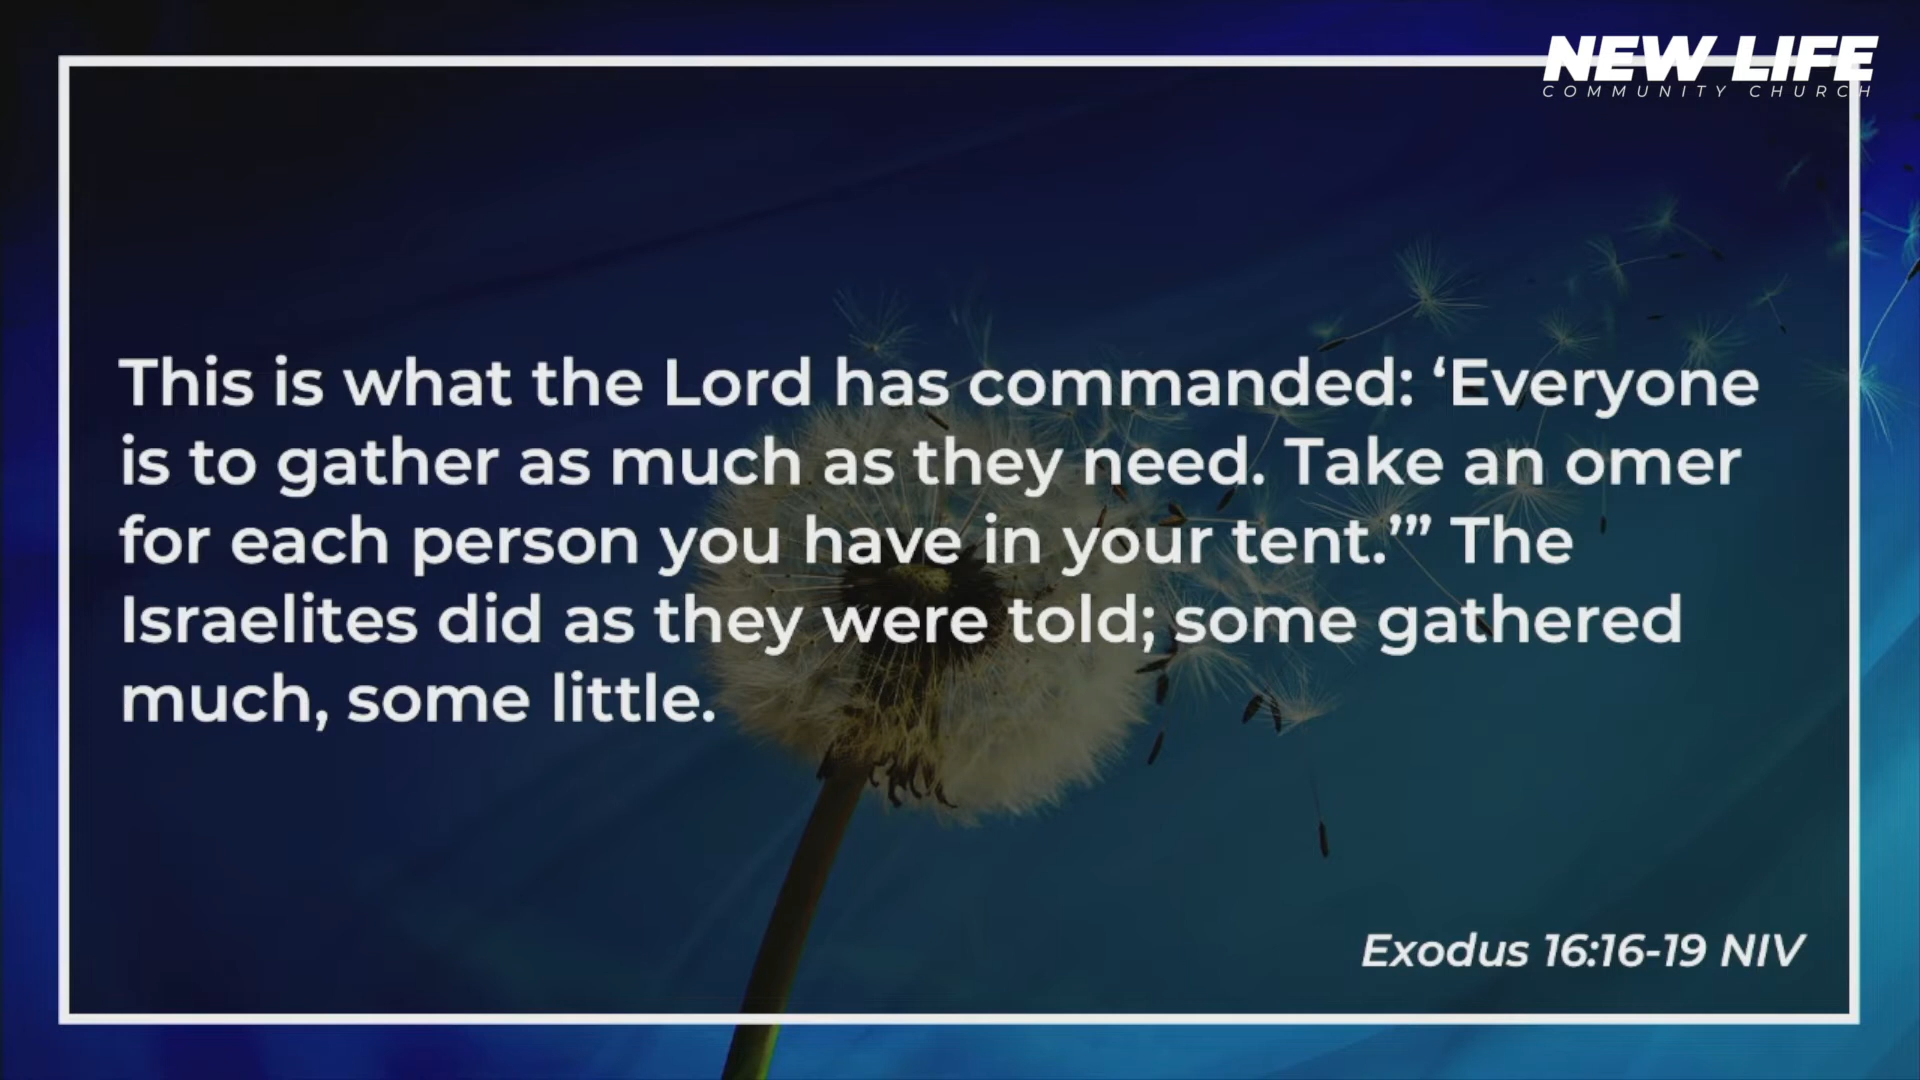 NEW LIFE
COMMUNITY CHURCH
This is what the Lord has commanded: ‘Everyone
is to gather as much as they need. Take an omer
for each person you have in your tent.’” The
Israelites did as they were told; some gathered
much, some little.
Exodus 16:16-19 NIV